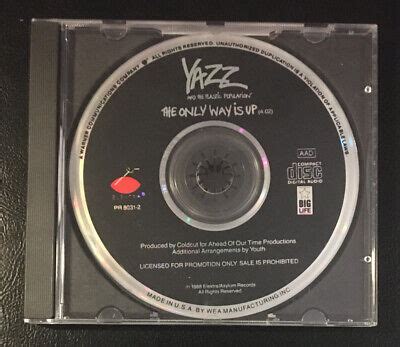 A WARNER COMMUNICATIONS COMPANY ALL RIGHTS RESERVED. UNAUTHORIZED DUPLICATION IS A VIOLATION OF APPLICABLE LAWS
YAZZ
AND THE PLASTIC POPULATION
THE ONLY WAY IS UP (4:02)
AAD
COMPACT
disc
DIGITAL AUDIO
PR 8031-2
BIG
LIFE
Produced by Coldcut for Ahead Of Our Time Productions
Additional Arrangements by Youth
LICENSED FOR PROMOTION ONLY SALE IS PROHIBITED
℗ 1988 Elektra/Asylum Records
All Rights Reserved.
MADE IN U.S.A. BY WEA MANUFACTURING INC.